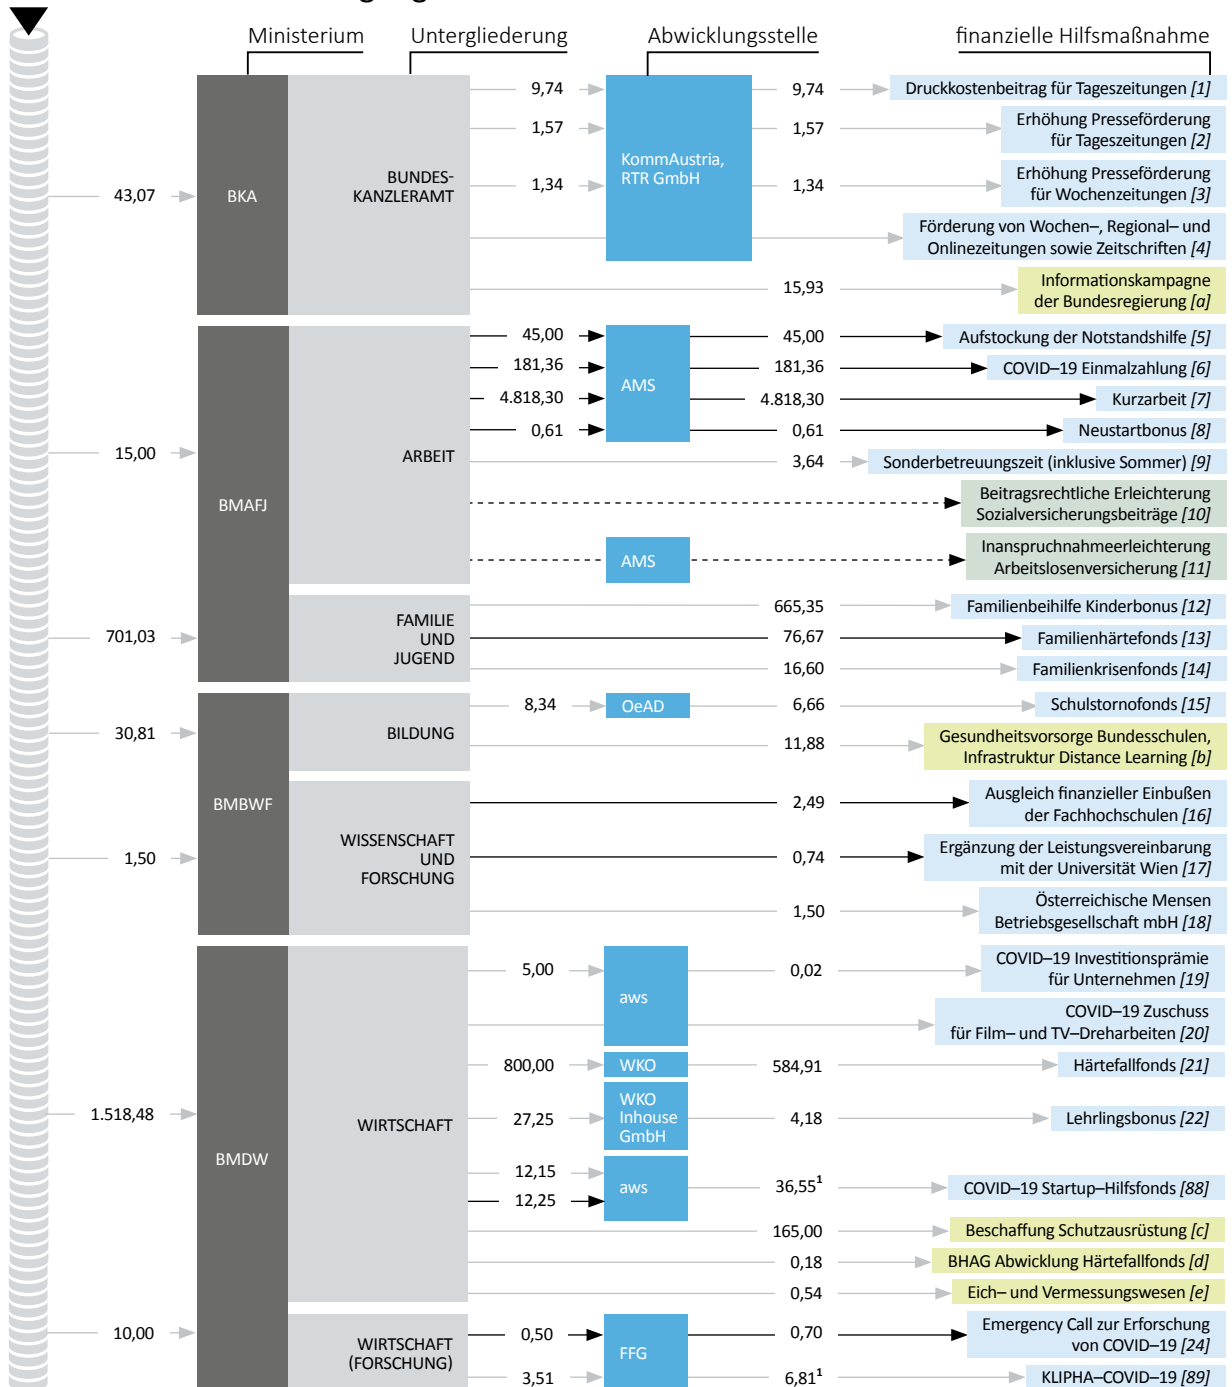 Ministerium Untergliederung Abwicklungsstelle finanzielle Hilfsmaßnahme
43,07
BKA
BUNDES-
KANZLERAMT
9,74
1,57
1,34
KommAustria,
RTR GmbH
9,74
Druckkostenbeitrag für Tageszeitungen [1]
1,57
Erhöhung Presseförderung
für Tageszeitungen [2]
1,34
Erhöhung Presseförderung
für Wochenzeitungen [3]
Förderung von Wochen–, Regional– und
Onlinezeitungen sowie Zeitschriften [4]
15,93
Informationskampagne
der Bundesregierung [a]
15,00
BMAFJ
ARBEIT
45,00
181,36
4.818,30
0,61
AMS
45,00
Aufstockung der Notstandshilfe [5]
181,36
COVID–19 Einmalzahlung [6]
4.818,30
Kurzarbeit [7]
0,61
Neustartbonus [8]
3,64
Sonderbetreuungszeit (inklusive Sommer) [9]
Beitragsrechtliche Erleichterung
Sozialversicherungsbeiträge [10]
AMS
Inanspruchnahmeerleichterung
Arbeitslosenversicherung [11]
701,03
FAMILIE
UND
JUGEND
665,35
Familienbeihilfe Kinderbonus [12]
76,67
Familienhärtefonds [13]
16,60
Familienkrisenfonds [14]
30,81
BMBWF
BILDUNG
8,34
OeAD
6,66
Schulstornofonds [15]
11,88
Gesundheitsvorsorge Bundesschulen,
Infrastruktur Distance Learning [b]
1,50
WISSENSCHAFT
UND
FORSCHUNG
2,49
Ausgleich finanzieller Einbußen
der Fachhochschulen [16]
0,74
Ergänzung der Leistungsvereinbarung
mit der Universität Wien [17]
1,50
Österreichische Mensen
Betriebsgesellschaft mbH [18]
1.518,48
BMDW
WIRTSCHAFT
5,00
aws
0,02
COVID–19 Investitionsprämie
für Unternehmen [19]
COVID–19 Zuschuss
für Film– und TV–Dreharbeiten [20]
800,00
WKO
584,91
Härtefallfonds [21]
27,25
WKO
Inhouse
GmbH
4,18
Lehrlingsbonus [22]
12,15
12,25
aws
36,55¹
COVID–19 Startup–Hilfsfonds [88]
165,00
Beschaffung Schutzausrüstung [c]
0,18
BHAG Abwicklung Härtefallfonds [d]
0,54
Eich– und Vermessungswesen [e]
10,00
WIRTSCHAFT
(FORSCHUNG)
0,50
3,51
FFG
0,70
Emergency Call zur Erforschung
von COVID–19 [24]
6,81¹
KLIPHA–COVID–19 [89]